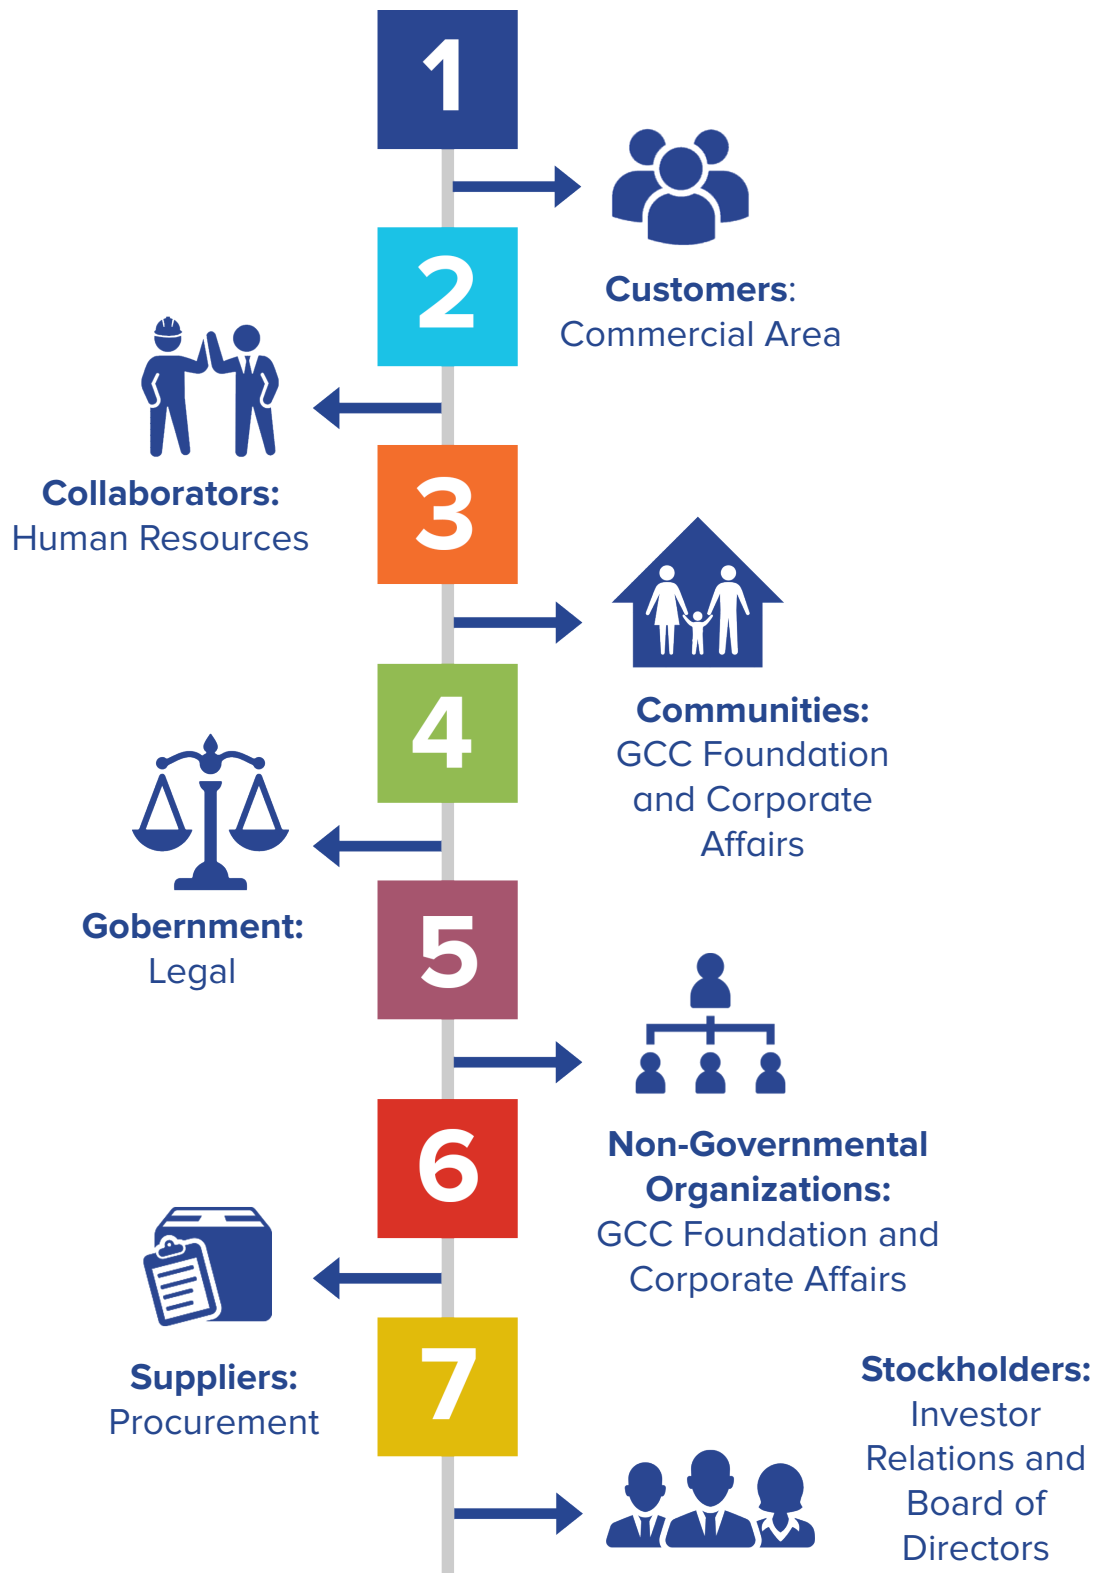 1
Customers:
Commercial Area
2
Collaborators:
Human Resources
3
Communities:
GCC Foundation
and Corporate
Affairs
4
Gobernment:
Legal
5
Non-Governmental
Organizations:
GCC Foundation and
Corporate Affairs
6
Suppliers:
Procurement
7
Stockholders:
Investor
Relations and
Board of
Directors